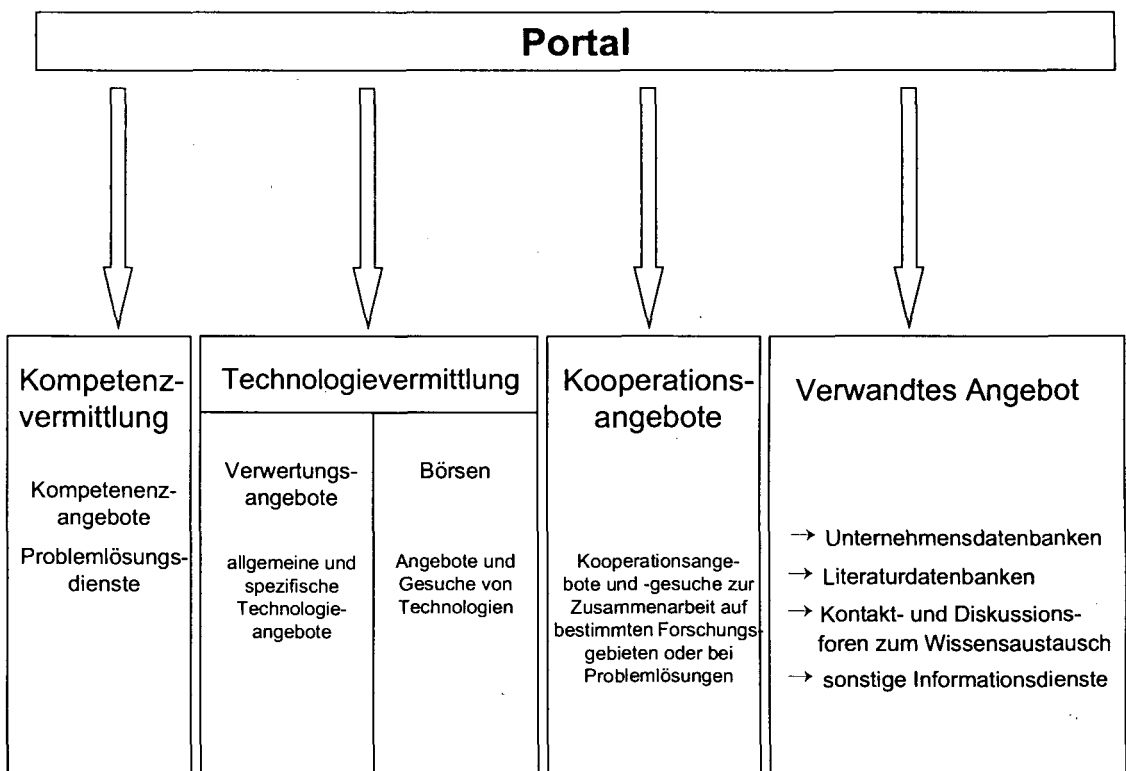 Portal
Kompetenz-
vermittlung
Kompetenenz-
angebote
Problemlösungs-
dienste
Technologievermittlung
Verwertungs-
angebote
allgemeine und
spezifische
Technologie-
angebote
Börsen
Angebote und
Gesuche von
Technologien
Kooperations-
angebote
Kooperationsange-
bote und -gesuche zur
Zusammenarbeit auf
bestimmten Forschungs-
gebieten oder bei
Problemlösungen
Verwandtes Angebot
→ Unternehmensdatenbanken
→ Literaturdatenbanken
→ Kontakt- und Diskussions-
foren zum Wissensaustausch
→ sonstige Informationsdienste